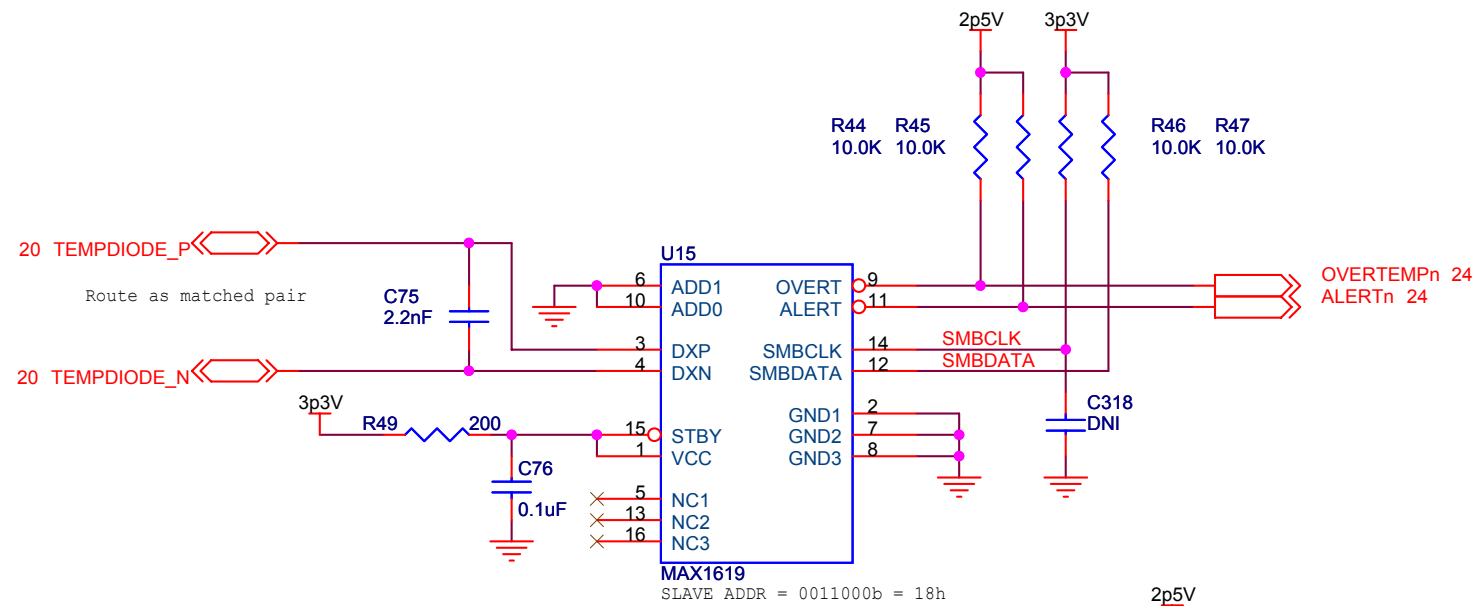 2p5V 3p3V
R44 R45
10.0K 10.0K
R46 R47
10.0K 10.0K
20 TEMPDIODE_P
Route as matched pair
C75
2.2nF
20 TEMPDIODE_N
U15
6 ADD1
10 ADD0
3 DXP
4 DXN
15 STBY
1 VCC
5 NC1
13 NC2
16 NC3
OVERT 9
ALERT 11
SMBCLK 14
SMBDATA 12
GND1 2
GND2 7
GND3 8
SMBCLK
SMBDATA
OVERTEMPn 24
ALERTn 24
3p3V
R49 200
C76
0.1uF
C318
DNI
MAX1619
SLAVE ADDR = 0011000b = 18h
2p5V